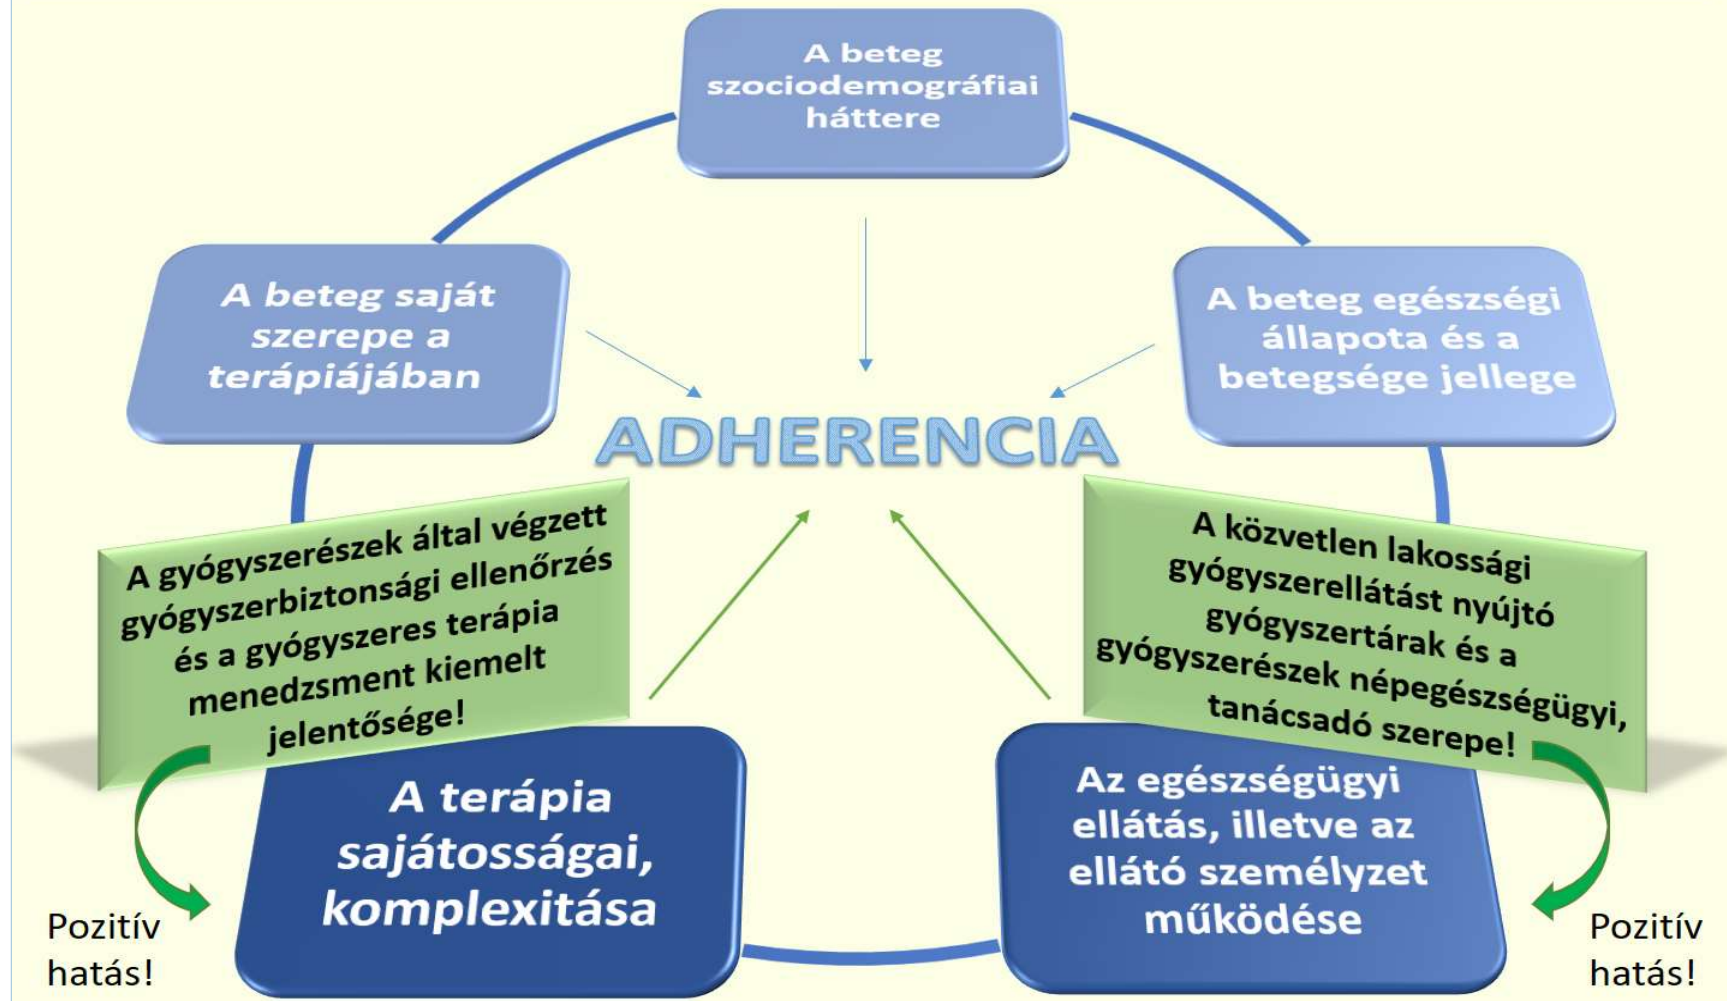 A beteg
szociodemográfiai
háttere
A beteg saját
szerepe a
terápiájában
A beteg egészségi
állapota és a
betegsége jellege
ADHERENCIA
A gyógyszerészek által végzett
gyógyszerbiztonsági ellenőrzés
és a gyógyszeres terápia
menedzsment kiemelt
jelentősége!
A közvetlen lakossági
gyógyszerellátást nyújtó
gyógyszertárak és a
gyógyszerészek népegészségügyi,
tanácsadó szerepe!
A terápia
sajátosságai,
komplexitása
Az egészségügyi
ellátás, illetve az
ellátó személyzet
működése
Pozitív
hatás!
Pozitív
hatás!